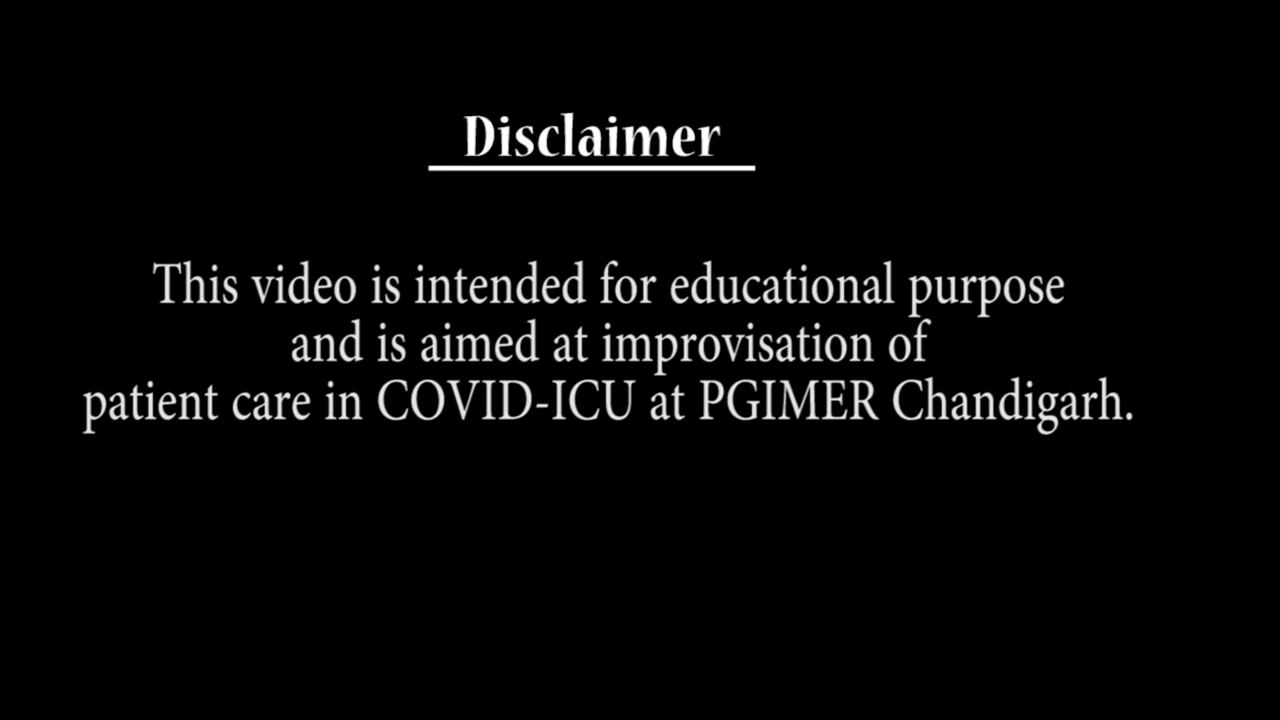 Disclaimer
This video is intended for educational purpose
and is aimed at improvisation of
patient care in COVID-ICU at PGIMER Chandigarh.